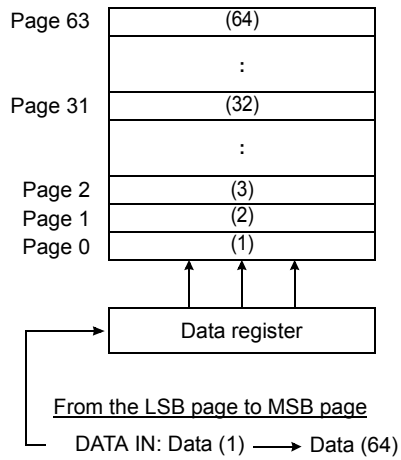 Page 63 (64)
:
Page 31 (32)
:
Page 2 (3)
Page 1 (2)
Page 0 (1)
Data register
From the LSB page to MSB page
DATA IN: Data (1) Data (64)